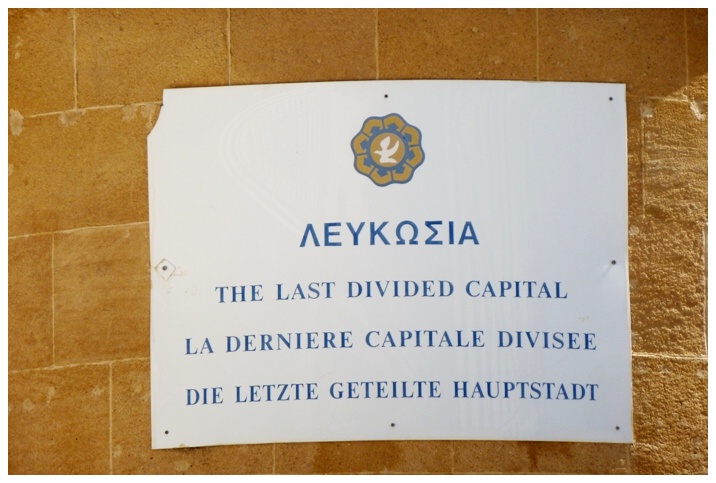 ΛΕΥΚΩΣΙΑ
THE LAST DIVIDED CAPITAL
LA DERNIERE CAPITALE DIVISEE
DIE LETZTE GETEILTE HAUPTSTADT